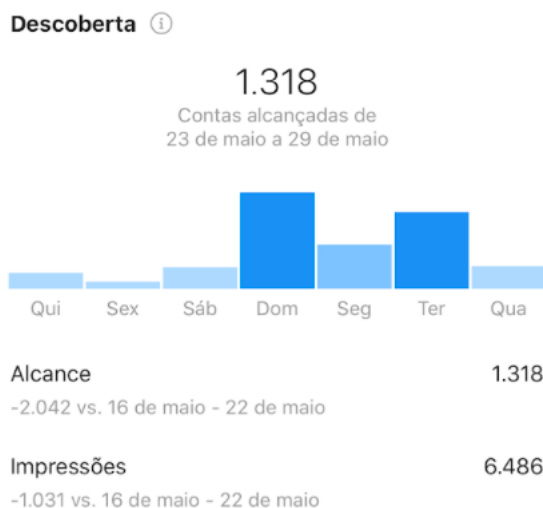 Descoberta
1.318
Contas alcançadas de
23 de maio a 29 de maio
Qui Sex Sáb Dom Seg Ter Qua
Alcance 1.318
-2.042 vs. 16 de maio - 22 de maio
Impressões 6.486
-1.031 vs. 16 de maio - 22 de maio